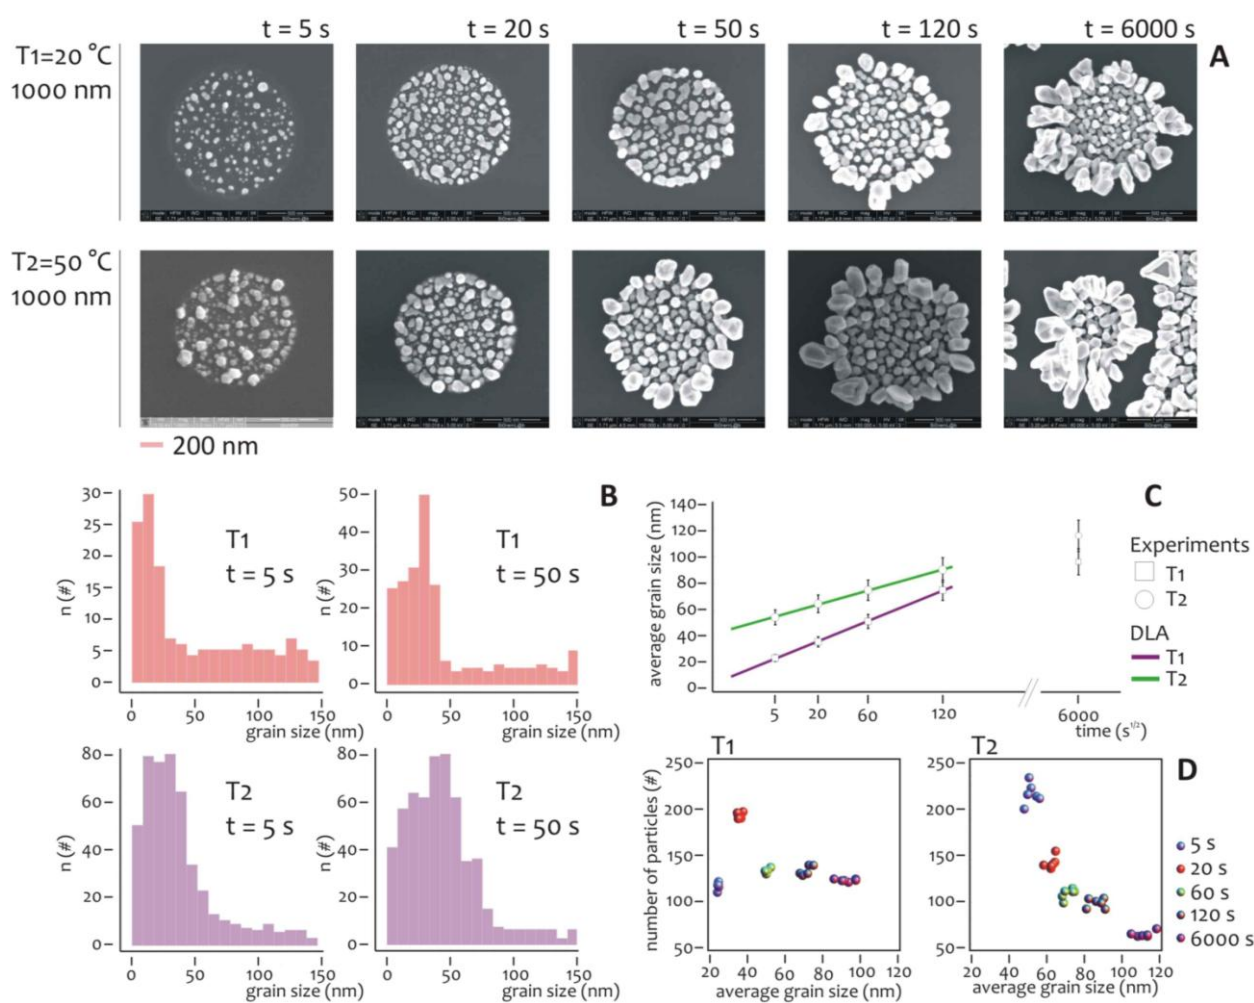 t = 5 s t = 20 s t = 50 s t = 120 s t = 6000 s
A
T1=20 °C
1000 nm
T2=50 °C
1000 nm
200 nm
B
30
25
20
15
10
5
0
n (#)
T1
t = 5 s
0 50 100 150
grain size (nm)
50
40
30
20
10
0
n (#)
T1
t = 50 s
0 50 100 150
grain size (nm)
80
60
40
20
0
n (#)
T2
t = 5 s
0 50 100 150
grain size (nm)
80
60
40
20
0
n (#)
T2
t = 50 s
0 50 100 150
grain size (nm)
C
140
120
100
80
60
40
20
0
average grain size (nm)
5 20 60 120 6000
time (s^1/2)
Experiments
T1
T2
DLA
T1
T2
D
T1
250
200
150
100
50
number of particles (#)
20 40 60 80 100 120
average grain size (nm)
T2
250
200
150
100
50
20 40 60 80 100 120
average grain size (nm)
5 s
20 s
60 s
120 s
6000 s